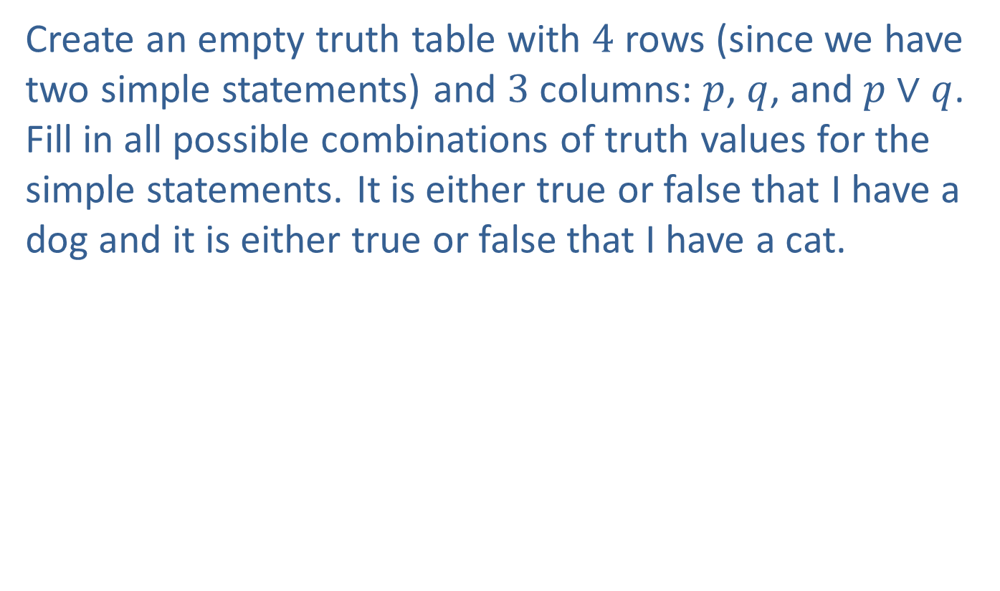 Create an empty truth table with 4 rows (since we have
two simple statements) and 3 columns: p, q, and p ∨ q.
Fill in all possible combinations of truth values for the
simple statements. It is either true or false that I have a
dog and it is either true or false that I have a cat.